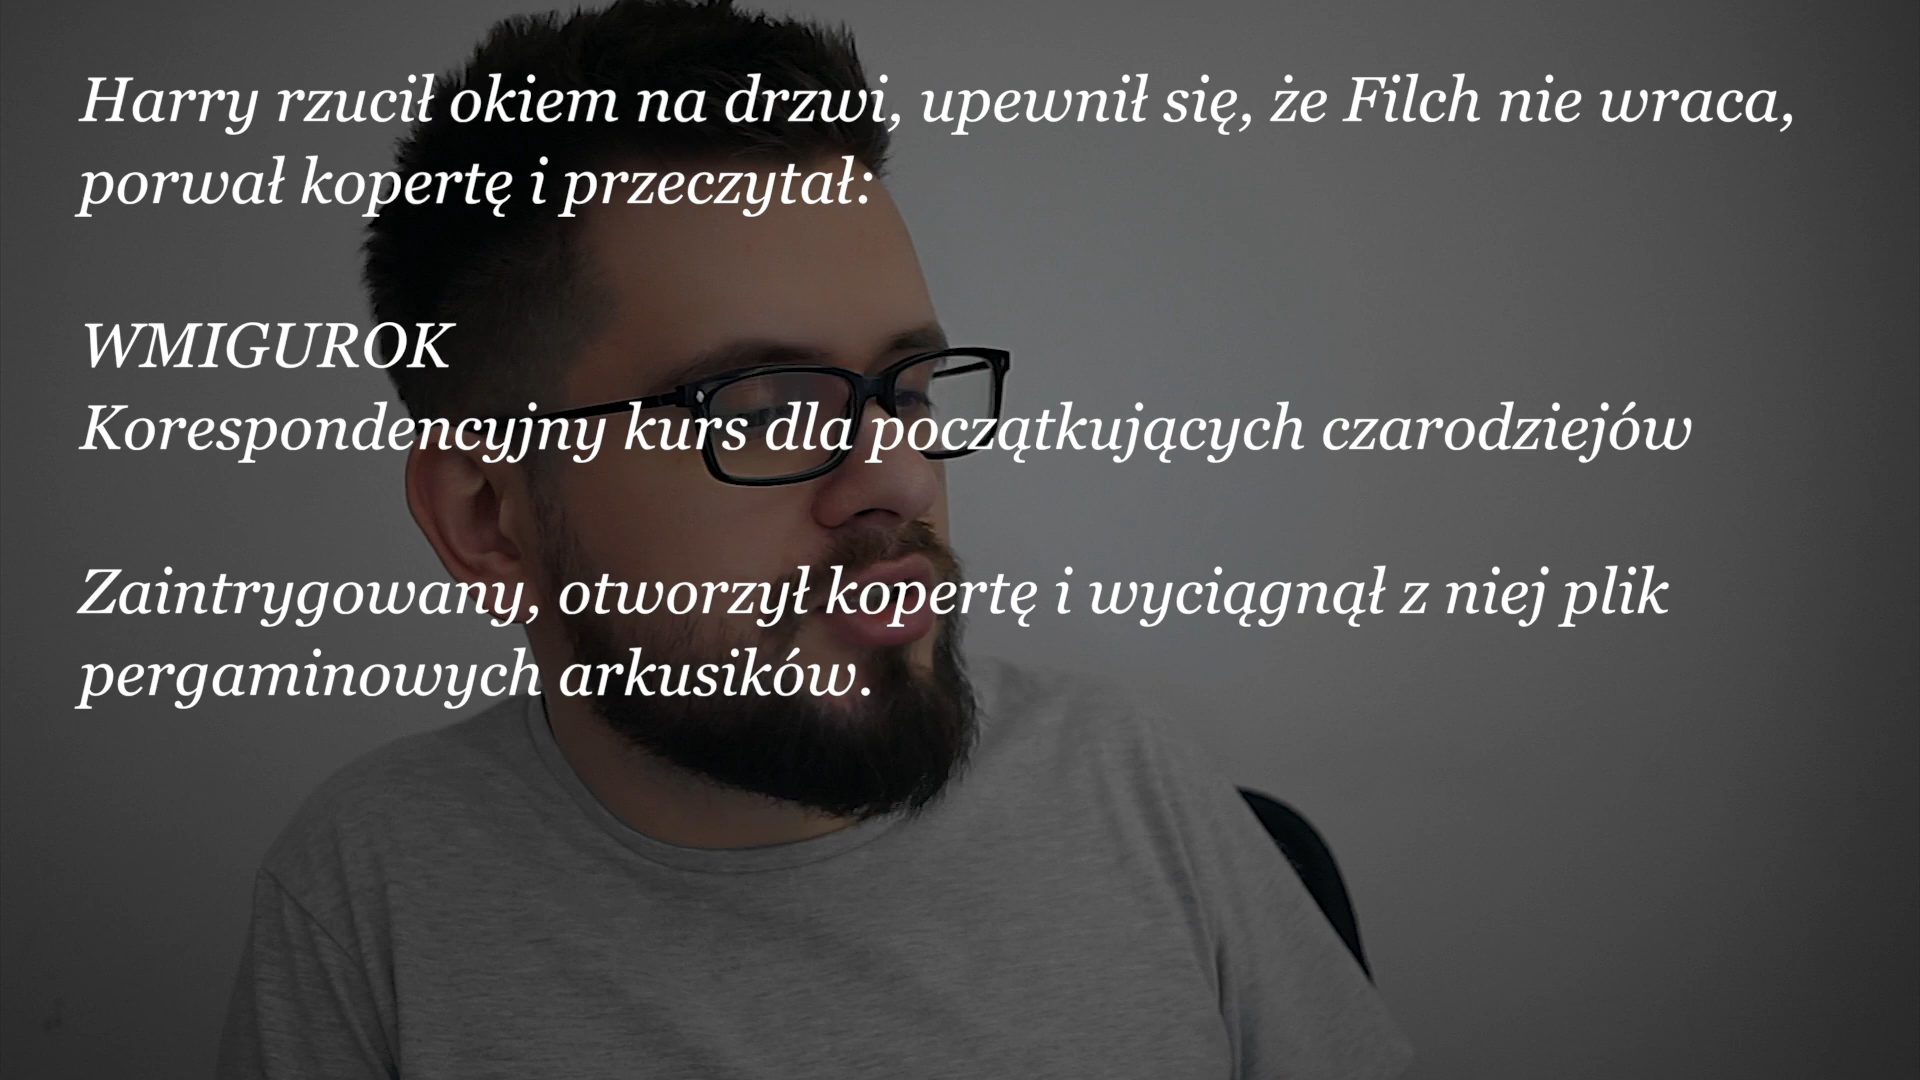 Harry rzucił okiem na drzwi, upewnił się, że Filch nie wraca,
porwał kopertę i przeczytał:
WMIGUROK
Korespondencyjny kurs dla początkujących czarodziejów
Zaintrygowany, otworzył kopertę i wyciągnął z niej plik
pergaminowych arkusików.